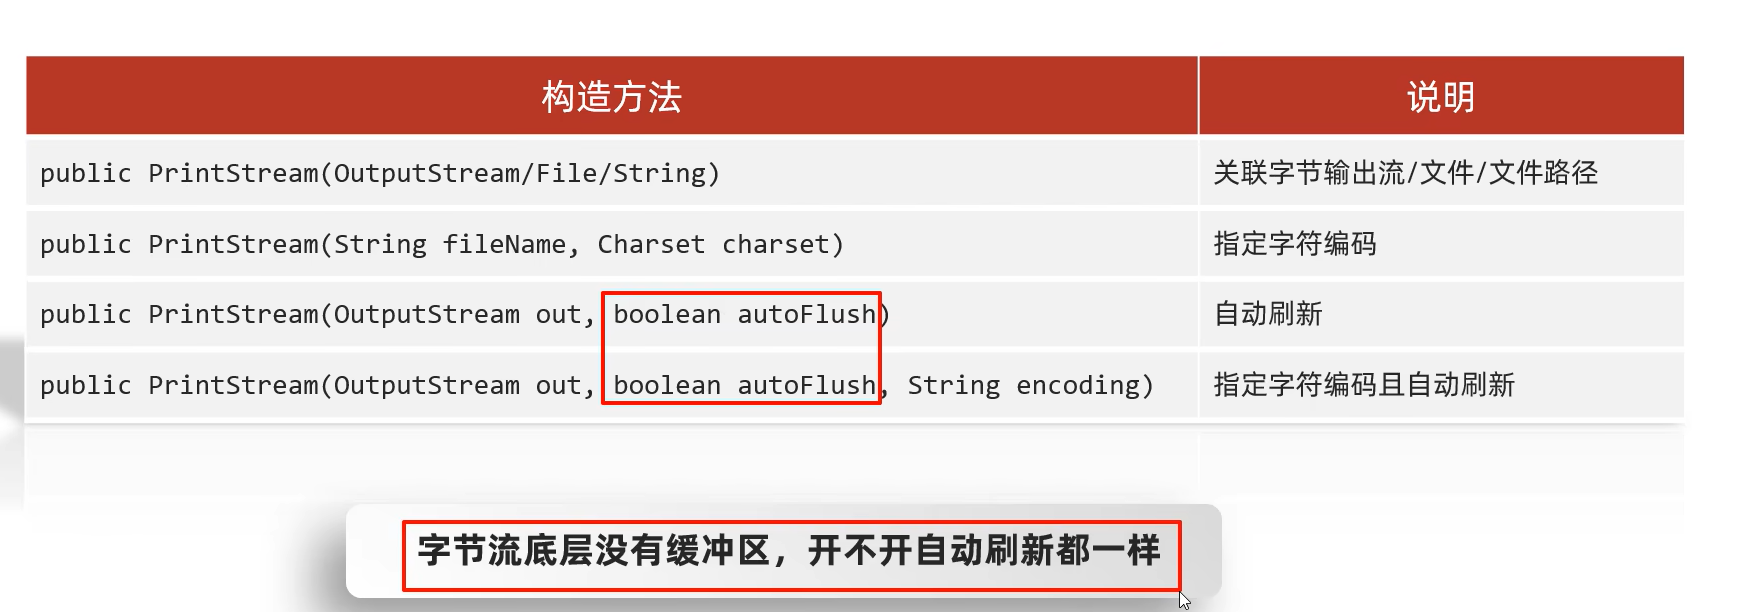 构造方法 说明
public PrintStream(OutputStream/File/String) 关联字节输出流/文件/文件路径
public PrintStream(String fileName, Charset charset) 指定字符编码
public PrintStream(OutputStream out, boolean autoFlush) 自动刷新
public PrintStream(OutputStream out, boolean autoFlush, String encoding) 指定字符编码且自动刷新
字节流底层没有缓冲区，开不开自动刷新都一样